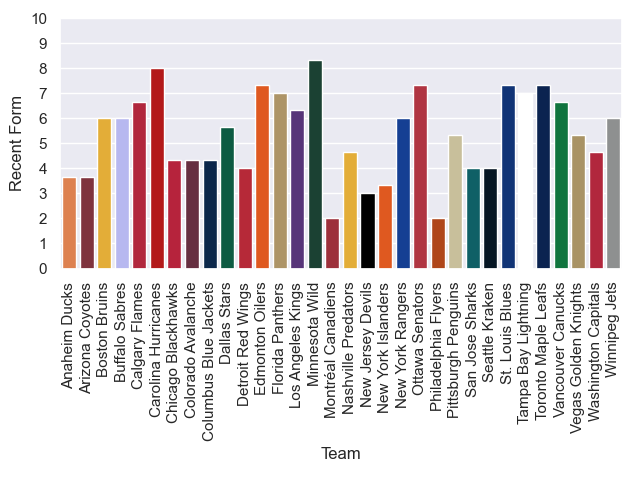 10
9
8
7
6
5
4
3
2
1
0
Recent Form
Anaheim Ducks
Arizona Coyotes
Boston Bruins
Buffalo Sabres
Calgary Flames
Carolina Hurricanes
Chicago Blackhawks
Colorado Avalanche
Columbus Blue Jackets
Dallas Stars
Detroit Red Wings
Edmonton Oilers
Florida Panthers
Los Angeles Kings
Minnesota Wild
Montréal Canadiens
Nashville Predators
New Jersey Devils
New York Islanders
New York Rangers
Ottawa Senators
Philadelphia Flyers
Pittsburgh Penguins
San Jose Sharks
Seattle Kraken
St. Louis Blues
Tampa Bay Lightning
Toronto Maple Leafs
Vancouver Canucks
Vegas Golden Knights
Washington Capitals
Winnipeg Jets
Team